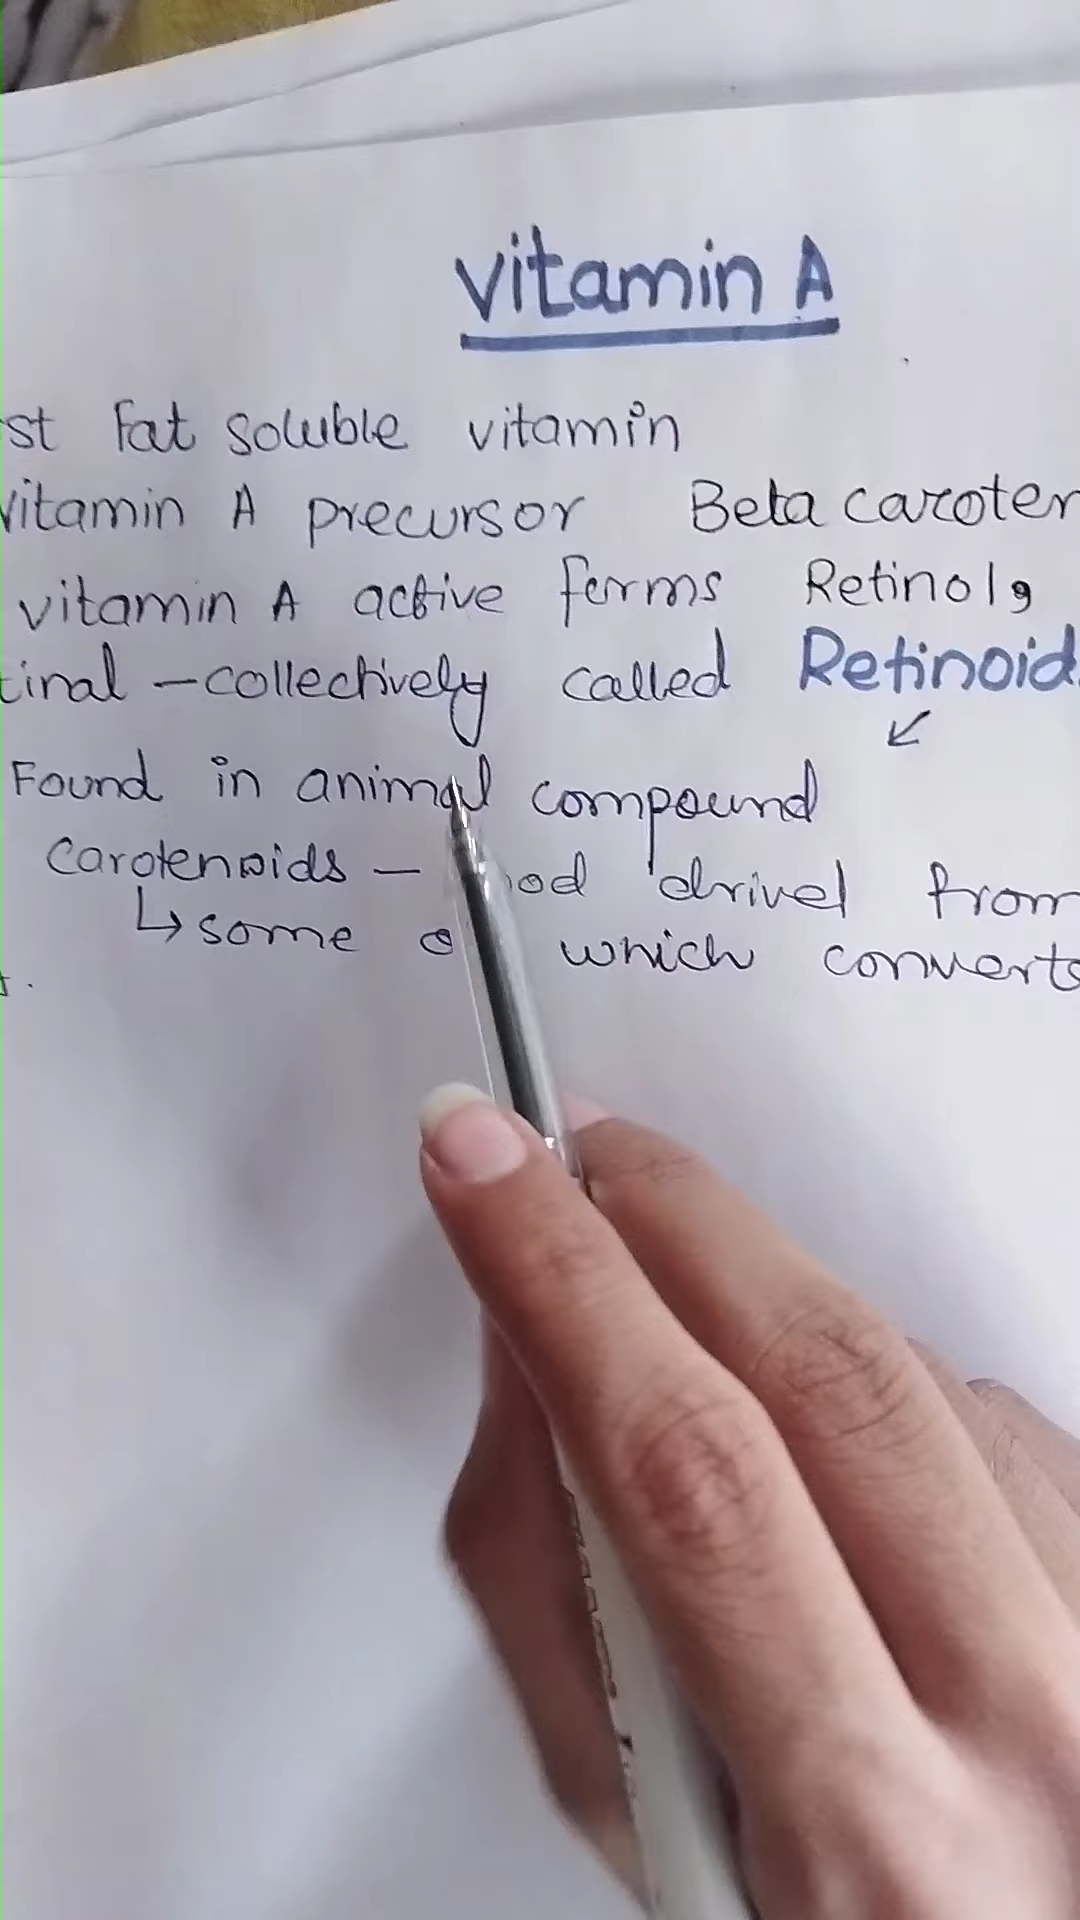 vitamin A
st Fat soluble vitamin
vitamin A precursor Beta caroten
vitamin A active forms Retinol,
tinal - collectively called Retinoid
↙
Found in animal compound
carotenoids - drived from
↳ some which converts